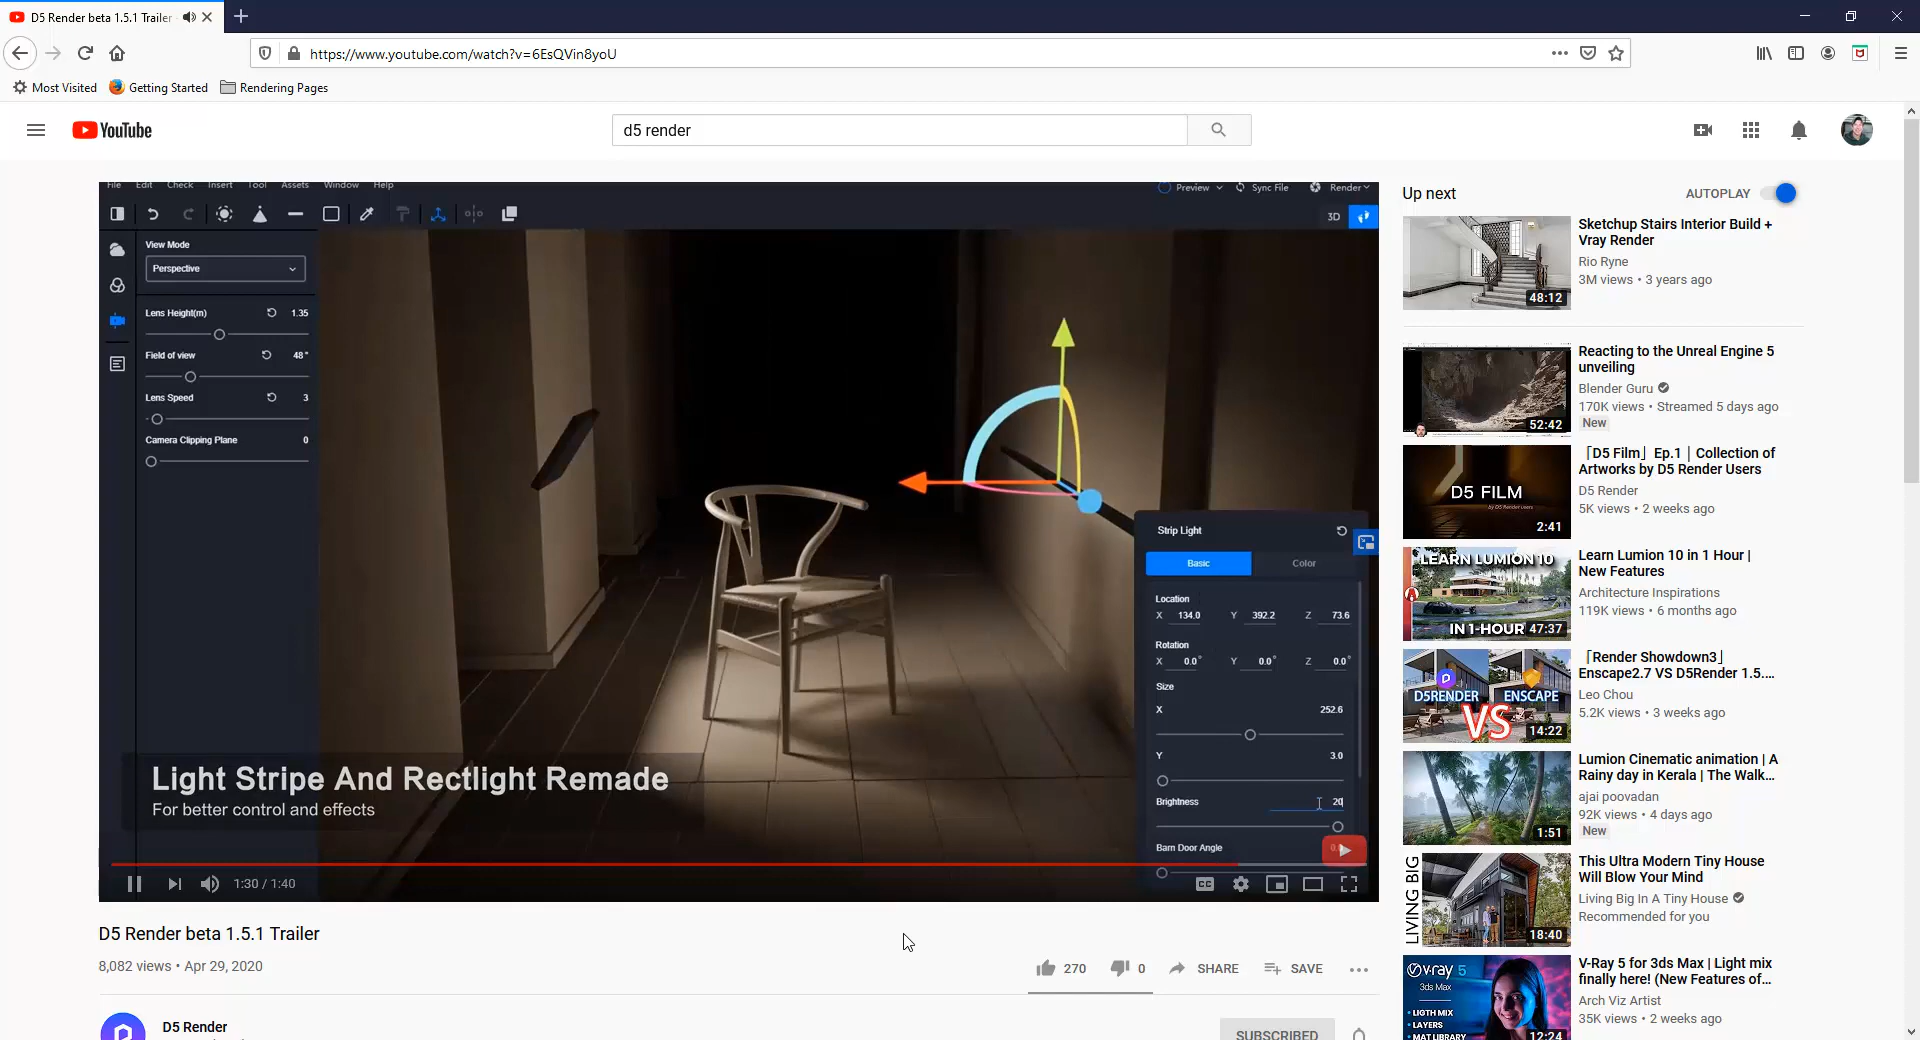 D5 Render beta 1.5.1 Trailer
https://www.youtube.com/watch?v=6EsQVin8yoU
Most Visited
Getting Started
Rendering Pages
YouTube
d5 render
File Edit Check Insert Tool Assets Window Help
Preview
Sync File
Render
3D
View Mode
Perspective
Lens Height(m) 1.35
Field of view 48°
Lens Speed 3
Camera Clipping Plane 0
Strip Light
Basic
Color
Location
X 134.0 Y 392.2 Z 73.6
Rotation
X 0.0° Y 0.0° Z 0.0°
Size
X 252.6
Y 3.0
Brightness 20
Barn Door Angle
Light Stripe And Rectlight Remade
For better control and effects
1:30 / 1:40
CC
D5 Render beta 1.5.1 Trailer
8,082 views • Apr 29, 2020
270
0
SHARE
SAVE
D5 Render
SUBSCRIBED
Up next
AUTOPLAY
48:12
Sketchup Stairs Interior Build +
Vray Render
Rio Ryne
3M views • 3 years ago
52:42
Reacting to the Unreal Engine 5
unveiling
Blender Guru
170K views • Streamed 5 days ago
New
D5 FILM
by D5 Render users
2:41
「D5 Film」Ep.1 | Collection of
Artworks by D5 Render Users
D5 Render
5K views • 2 weeks ago
LEARN LUMION 10
IN 1-HOUR
47:37
Learn Lumion 10 in 1 Hour |
New Features
Architecture Inspirations
119K views • 6 months ago
D5RENDER
ENSCAPE
VS
14:22
「Render Showdown3」
Enscape2.7 VS D5Render 1.5....
Leo Chou
5.2K views • 3 weeks ago
1:51
Lumion Cinematic animation | A
Rainy day in Kerala | The Walk...
ajai poovadan
92K views • 4 days ago
New
LIVING BIG
18:40
This Ultra Modern Tiny House
Will Blow Your Mind
Living Big In A Tiny House
Recommended for you
v·ray 5
3ds Max
• LIGTH MIX
• LAYERS
• MAT LIBRARY
12:24
V-Ray 5 for 3ds Max | Light mix
finally here! (New Features of...
Arch Viz Artist
35K views • 2 weeks ago